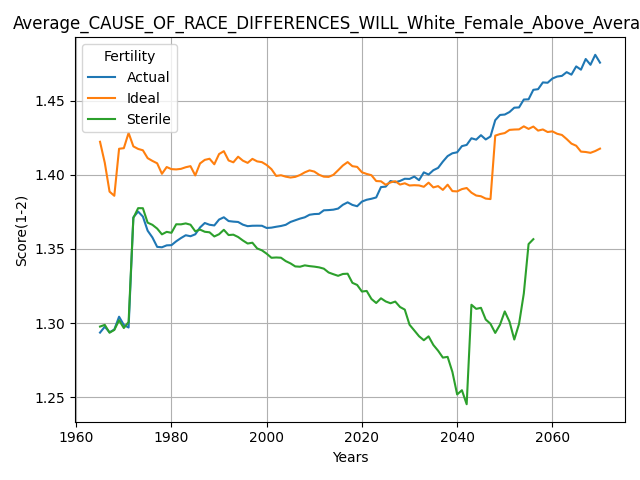 Average_CAUSE_OF_RACE_DIFFERENCES_WILL_White_Female_Above_Avera
Fertility
Actual
Ideal
Sterile
Score(1-2)
1.45
1.40
1.35
1.30
1.25
1960
1980
2000
2020
2040
2060
Years